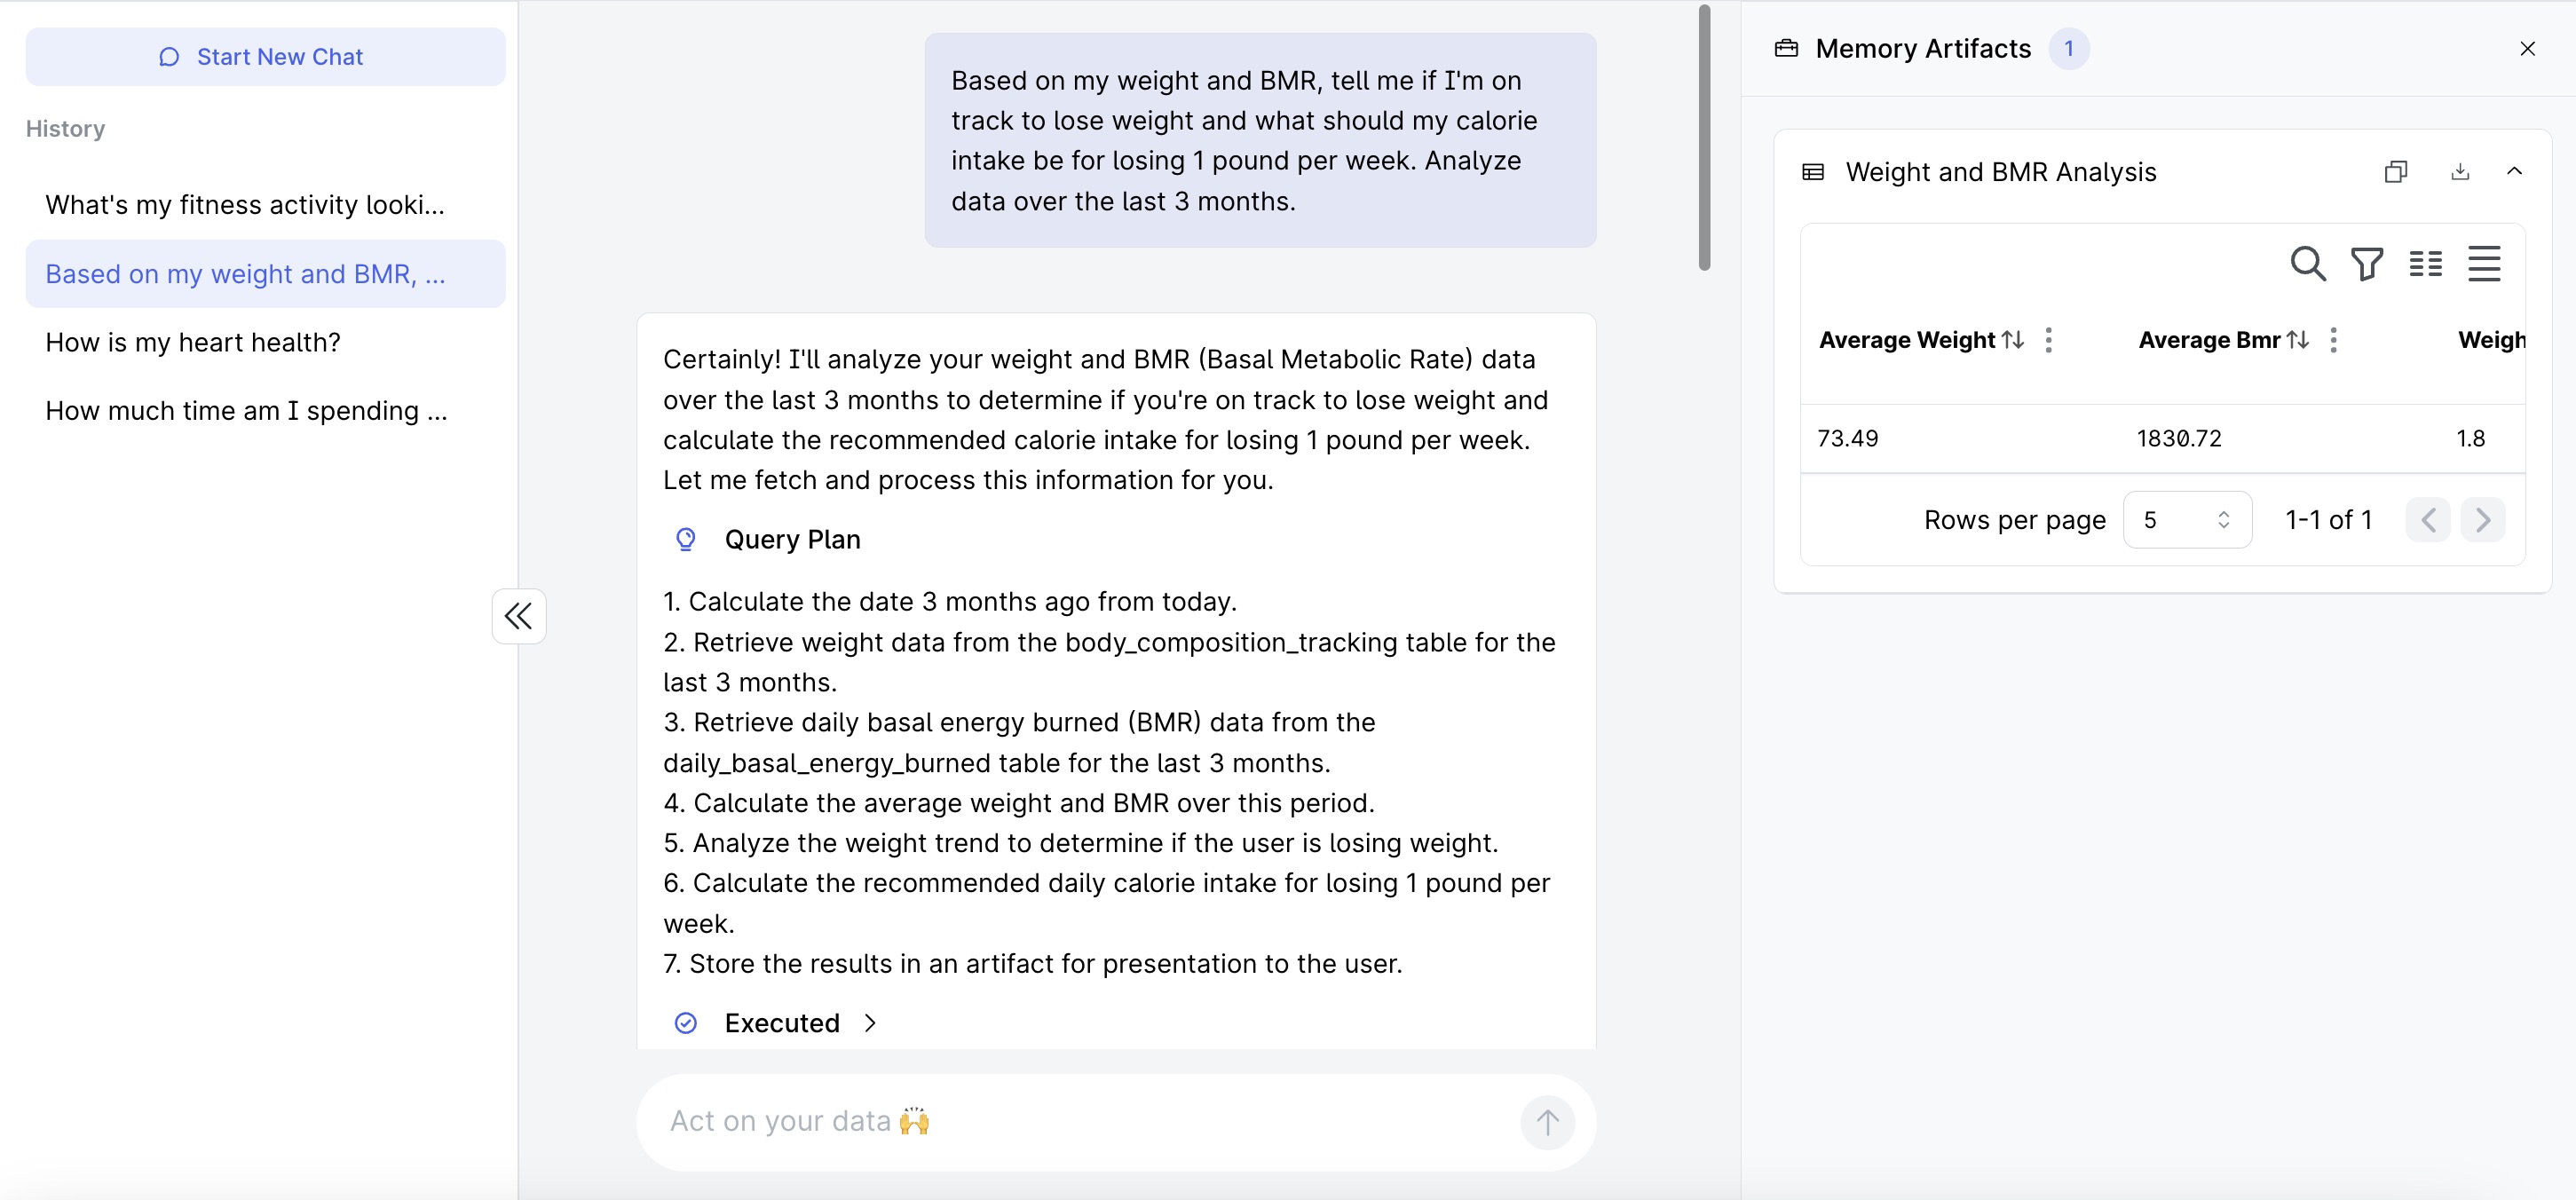 Start New Chat
History
What's my fitness activity looki...
Based on my weight and BMR, ...
How is my heart health?
How much time am I spending ...
Based on my weight and BMR, tell me if I'm on
track to lose weight and what should my calorie
intake be for losing 1 pound per week. Analyze
data over the last 3 months.
Certainly! I'll analyze your weight and BMR (Basal Metabolic Rate) data
over the last 3 months to determine if you're on track to lose weight and
calculate the recommended calorie intake for losing 1 pound per week.
Let me fetch and process this information for you.
Query Plan
1. Calculate the date 3 months ago from today.
2. Retrieve weight data from the body_composition_tracking table for the
last 3 months.
3. Retrieve daily basal energy burned (BMR) data from the
daily_basal_energy_burned table for the last 3 months.
4. Calculate the average weight and BMR over this period.
5. Analyze the weight trend to determine if the user is losing weight.
6. Calculate the recommended daily calorie intake for losing 1 pound per
week.
7. Store the results in an artifact for presentation to the user.
Executed
Act on your data 🙌
Memory Artifacts 1
Weight and BMR Analysis
Average Weight Average Bmr Weigh
73.49 1830.72 1.8
Rows per page 5 1-1 of 1